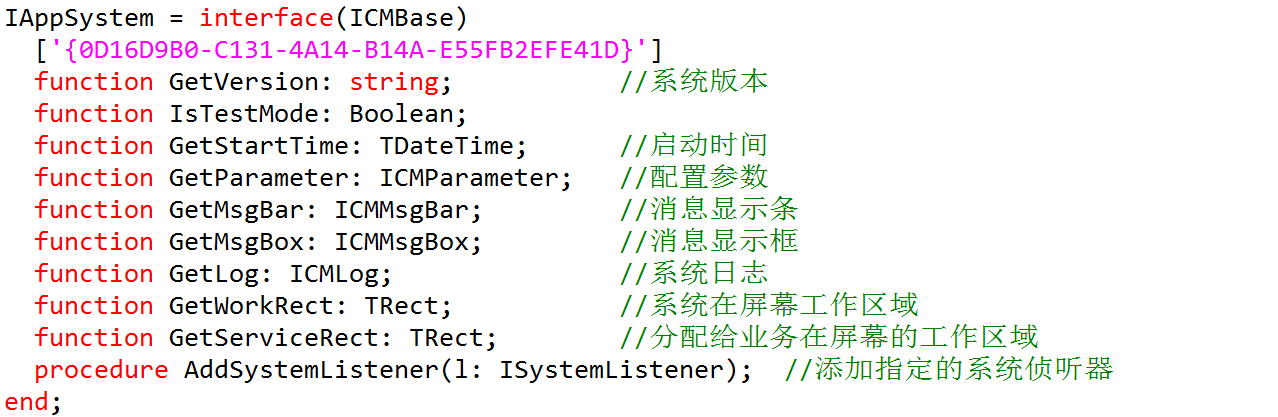 IAppSystem = interface(ICMBase)
  ['{0D16D9B0-C131-4A14-B14A-E55FB2EFE41D}']
  function GetVersion: string;           //系统版本
  function IsTestMode: Boolean;
  function GetStartTime: TDateTime;      //启动时间
  function GetParameter: ICMParameter;   //配置参数
  function GetMsgBar: ICMMsgBar;         //消息显示条
  function GetMsgBox: ICMMsgBox;         //消息显示框
  function GetLog: ICMLog;               //系统日志
  function GetWorkRect: TRect;           //系统在屏幕工作区域
  function GetServiceRect: TRect;        //分配给业务在屏幕的工作区域
  procedure AddSystemListener(l: ISystemListener);  //添加指定的系统侦听器
end;